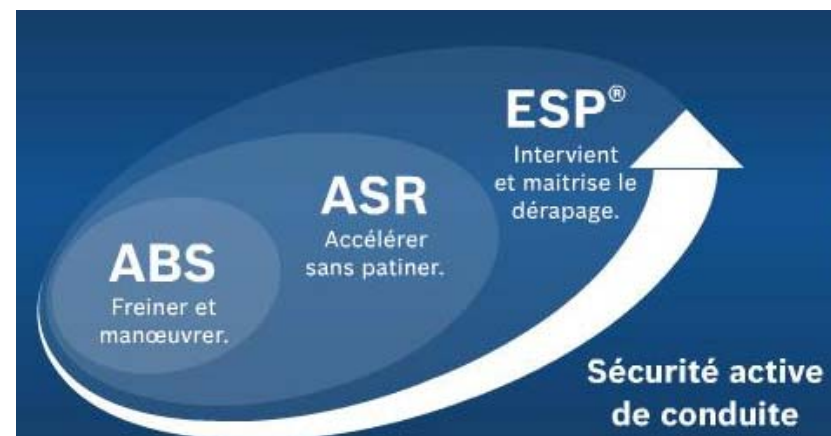 ESP®
Intervient
et maitrise le
dérapage.
ASR
Accélérer
sans patiner.
ABS
Freiner et
manœuvrer.
Sécurité active
de conduite